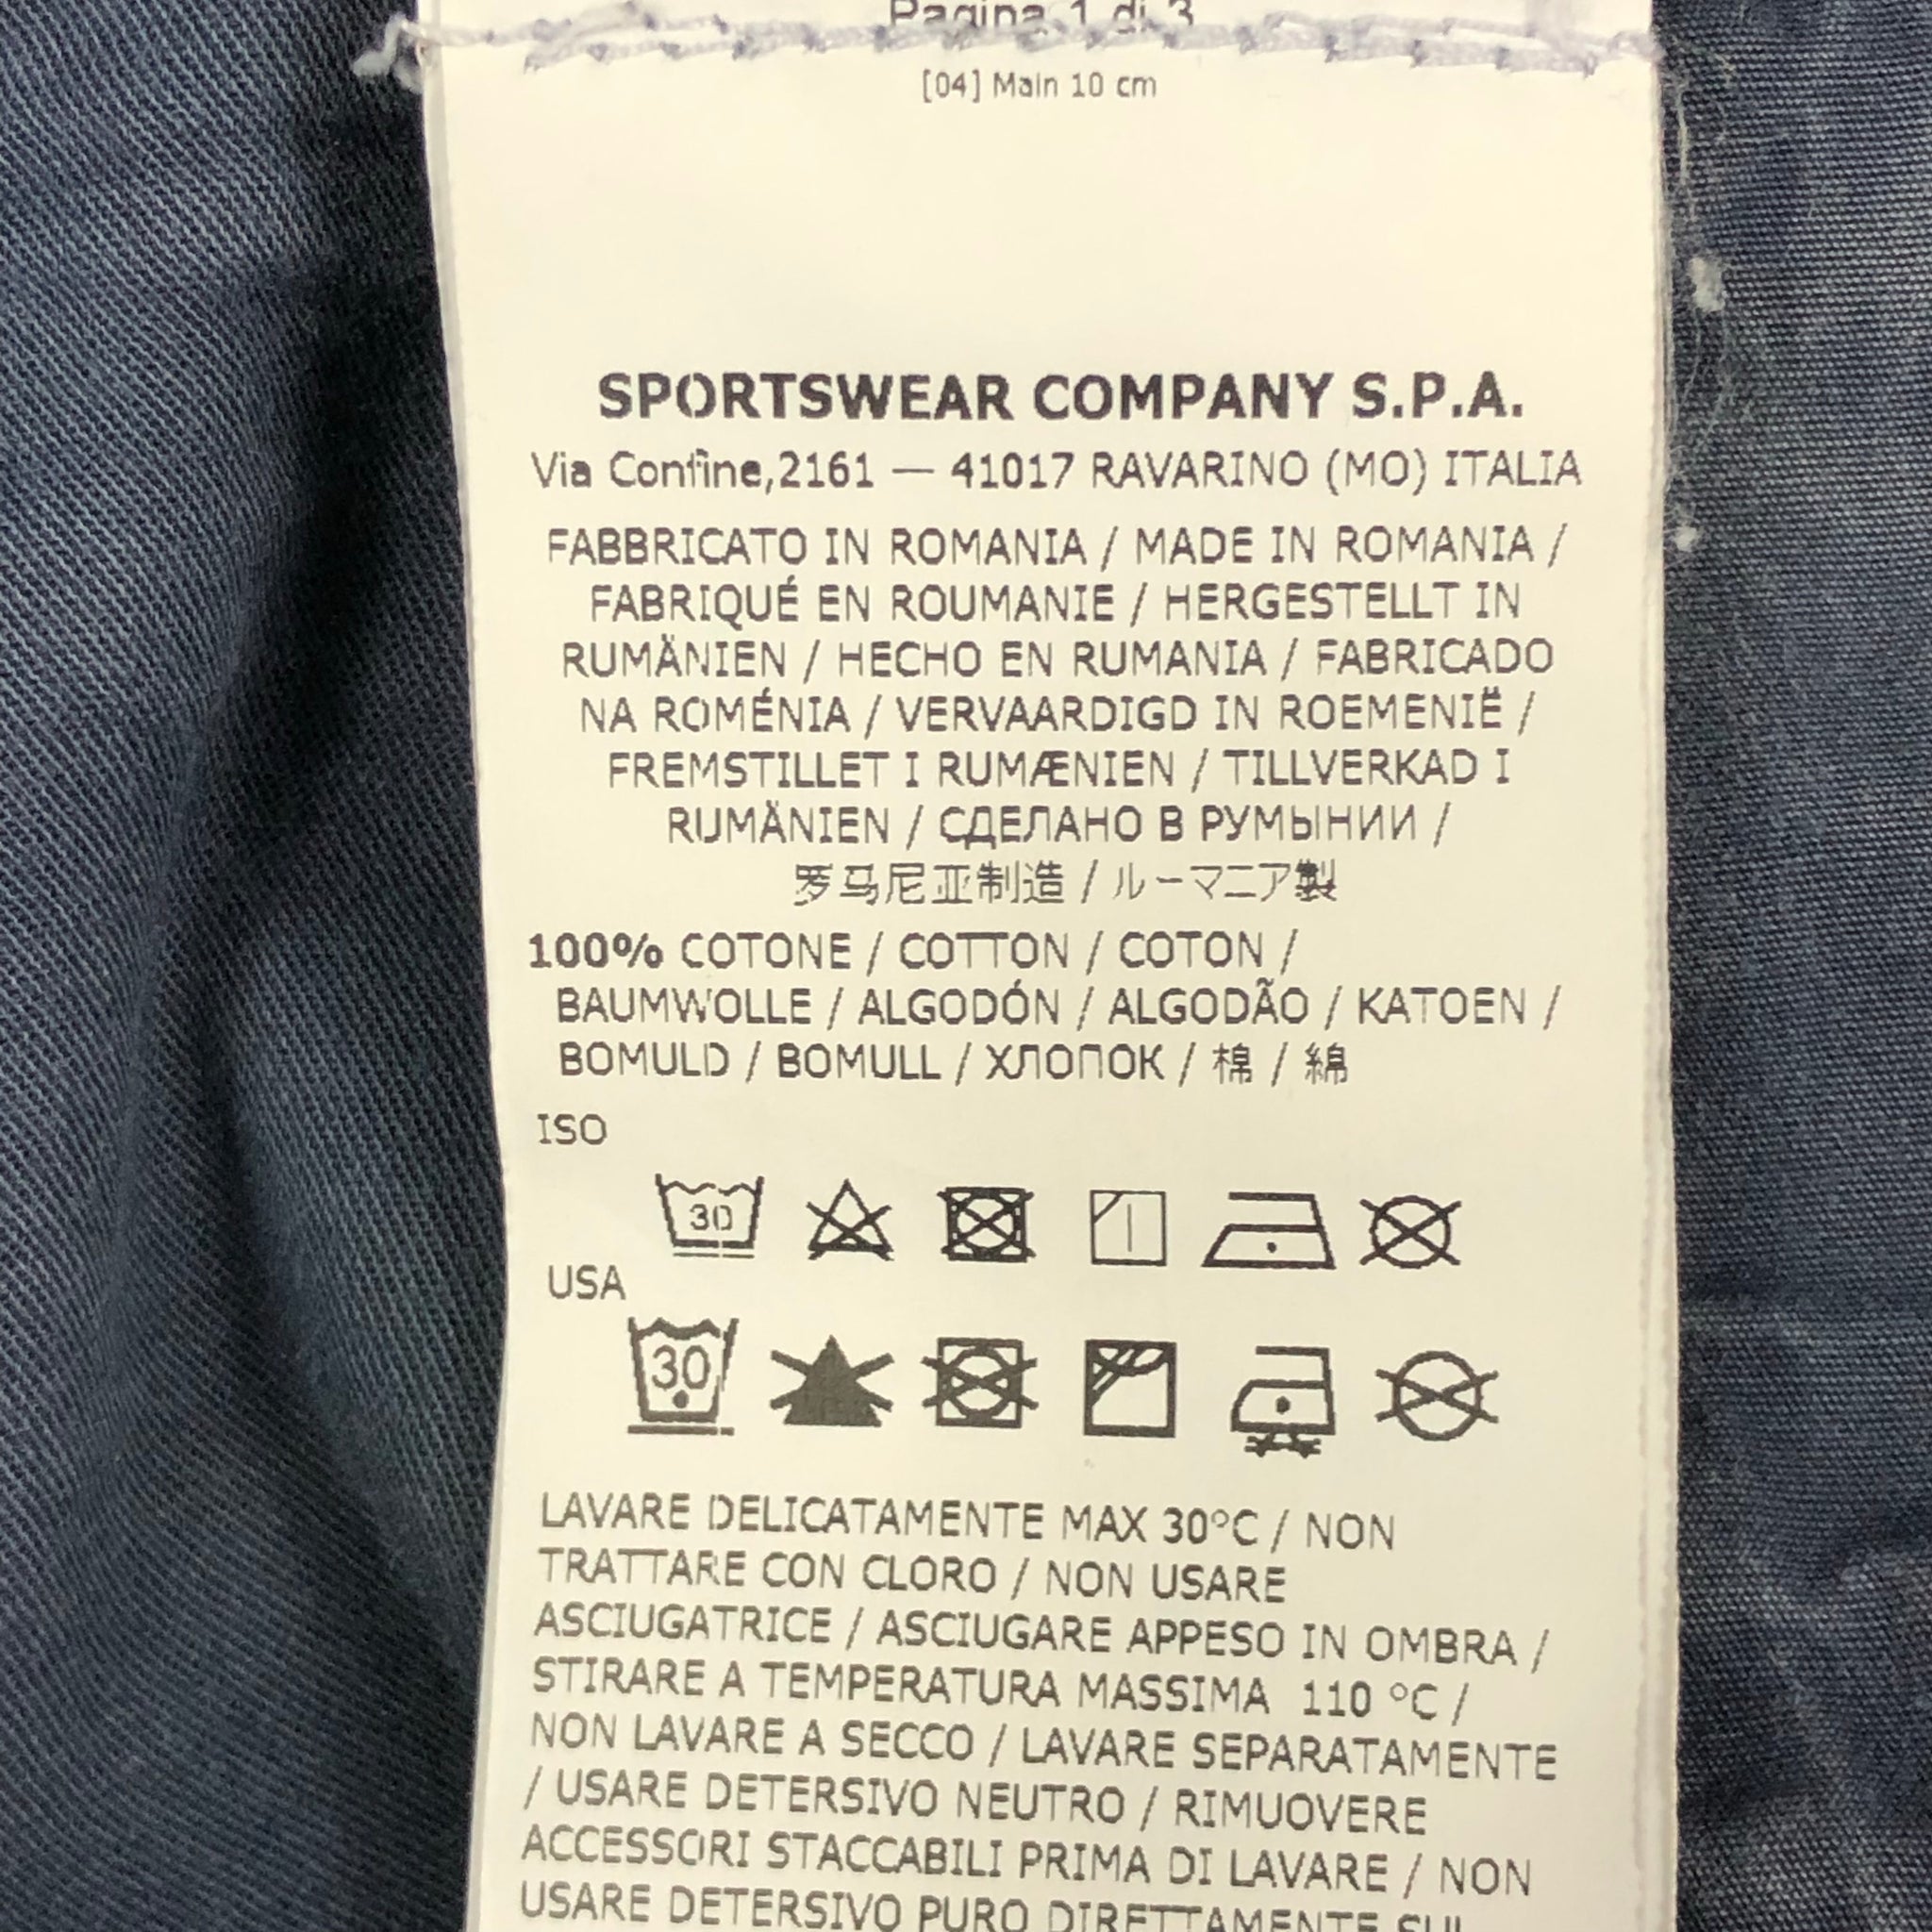 Pagina 1 di 3
[04] Main 10 cm
SPORTSWEAR COMPANY S.P.A.
Via Confine,2161 — 41017 RAVARINO (MO) ITALIA
FABBRICATO IN ROMANIA / MADE IN ROMANIA /
FABRIQUÉ EN ROUMANIE / HERGESTELLT IN
RUMÄNIEN / HECHO EN RUMANIA / FABRICADO
NA ROMÉNIA / VERVAARDIGD IN ROEMENIË /
FREMSTILLET I RUMÆNIEN / TILLVERKAD I
RUMÄNIEN / СДЕЛАНО В РУМЫНИИ /
罗马尼亚制造 / ルーマニア製
100% COTONE / COTTON / COTON /
BAUMWOLLE / ALGODÓN / ALGODÃO / KATOEN /
BOMULD / BOMULL / ХЛОПОК / 棉 / 綿
ISO
30
USA
30
LAVARE DELICATAMENTE MAX 30°C / NON
TRATTARE CON CLORO / NON USARE
ASCIUGATRICE / ASCIUGARE APPESO IN OMBRA /
STIRARE A TEMPERATURA MASSIMA 110 °C /
NON LAVARE A SECCO / LAVARE SEPARATAMENTE
/ USARE DETERSIVO NEUTRO / RIMUOVERE
ACCESSORI STACCABILI PRIMA DI LAVARE / NON
USARE DETERSIVO PURO DIRETTAMENTE SUL